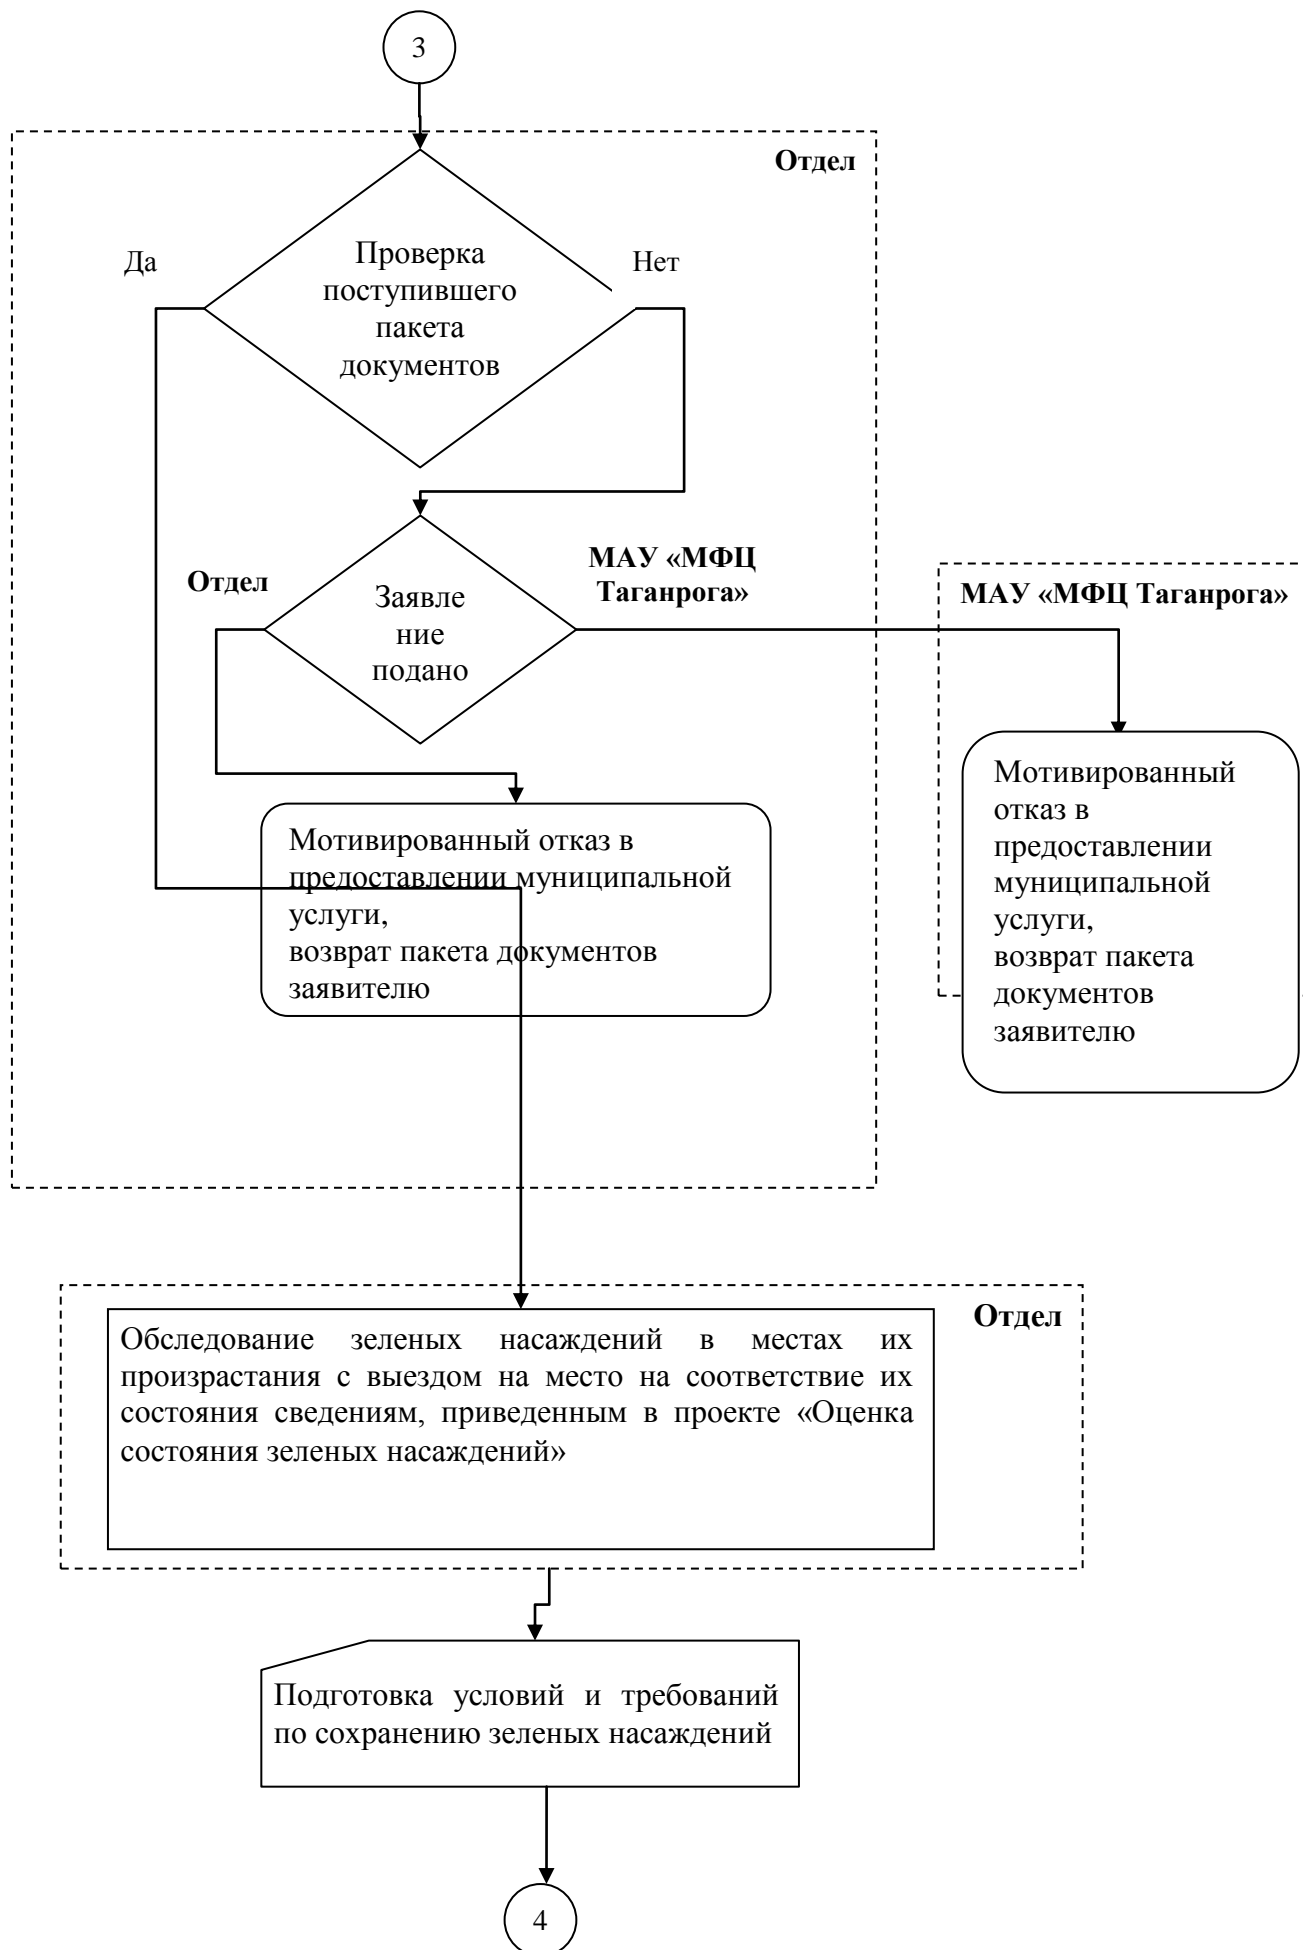 3
Отдел
Да
Проверка
поступившего
пакета
документов
Нет
Отдел
Заявле
ние
подано
МАУ «МФЦ
Таганрога»
МАУ «МФЦ Таганрога»
Мотивированный отказ в
предоставлении муниципальной
услуги,
возврат пакета документов
заявителю
Мотивированный
отказ в
предоставлении
муниципальной
услуги,
возврат пакета
документов
заявителю
Отдел
Обследование зеленых насаждений в местах их
произрастания с выездом на место на соответствие их
состояния сведениям, приведенным в проекте «Оценка
состояния зеленых насаждений»
Подготовка условий и требований
по сохранению зеленых насаждений
4